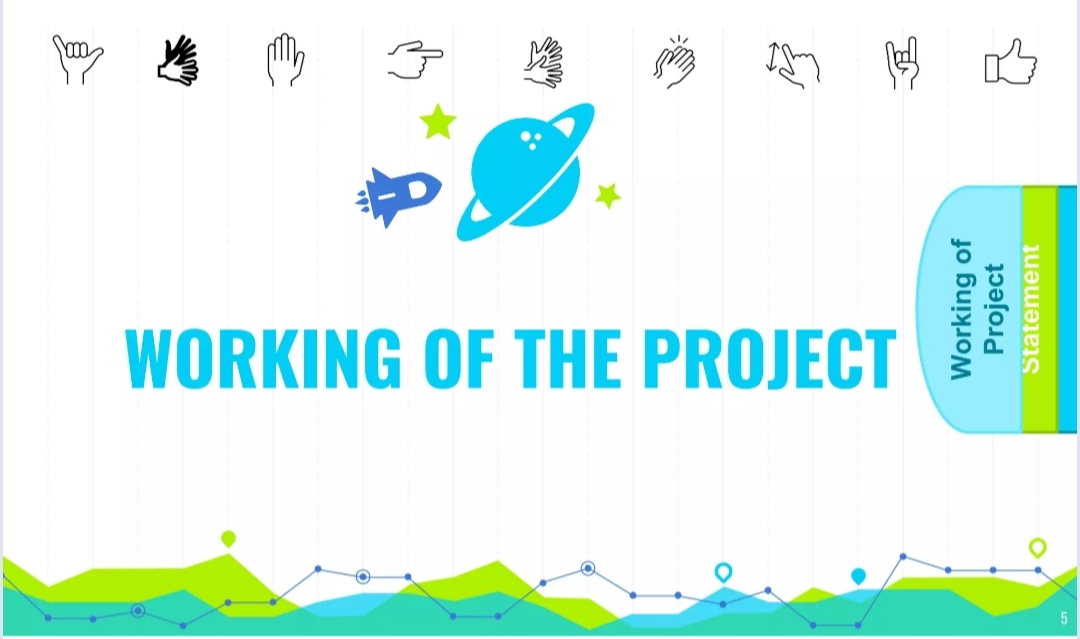 WORKING OF THE PROJECT
Working of
Project
Statement
5